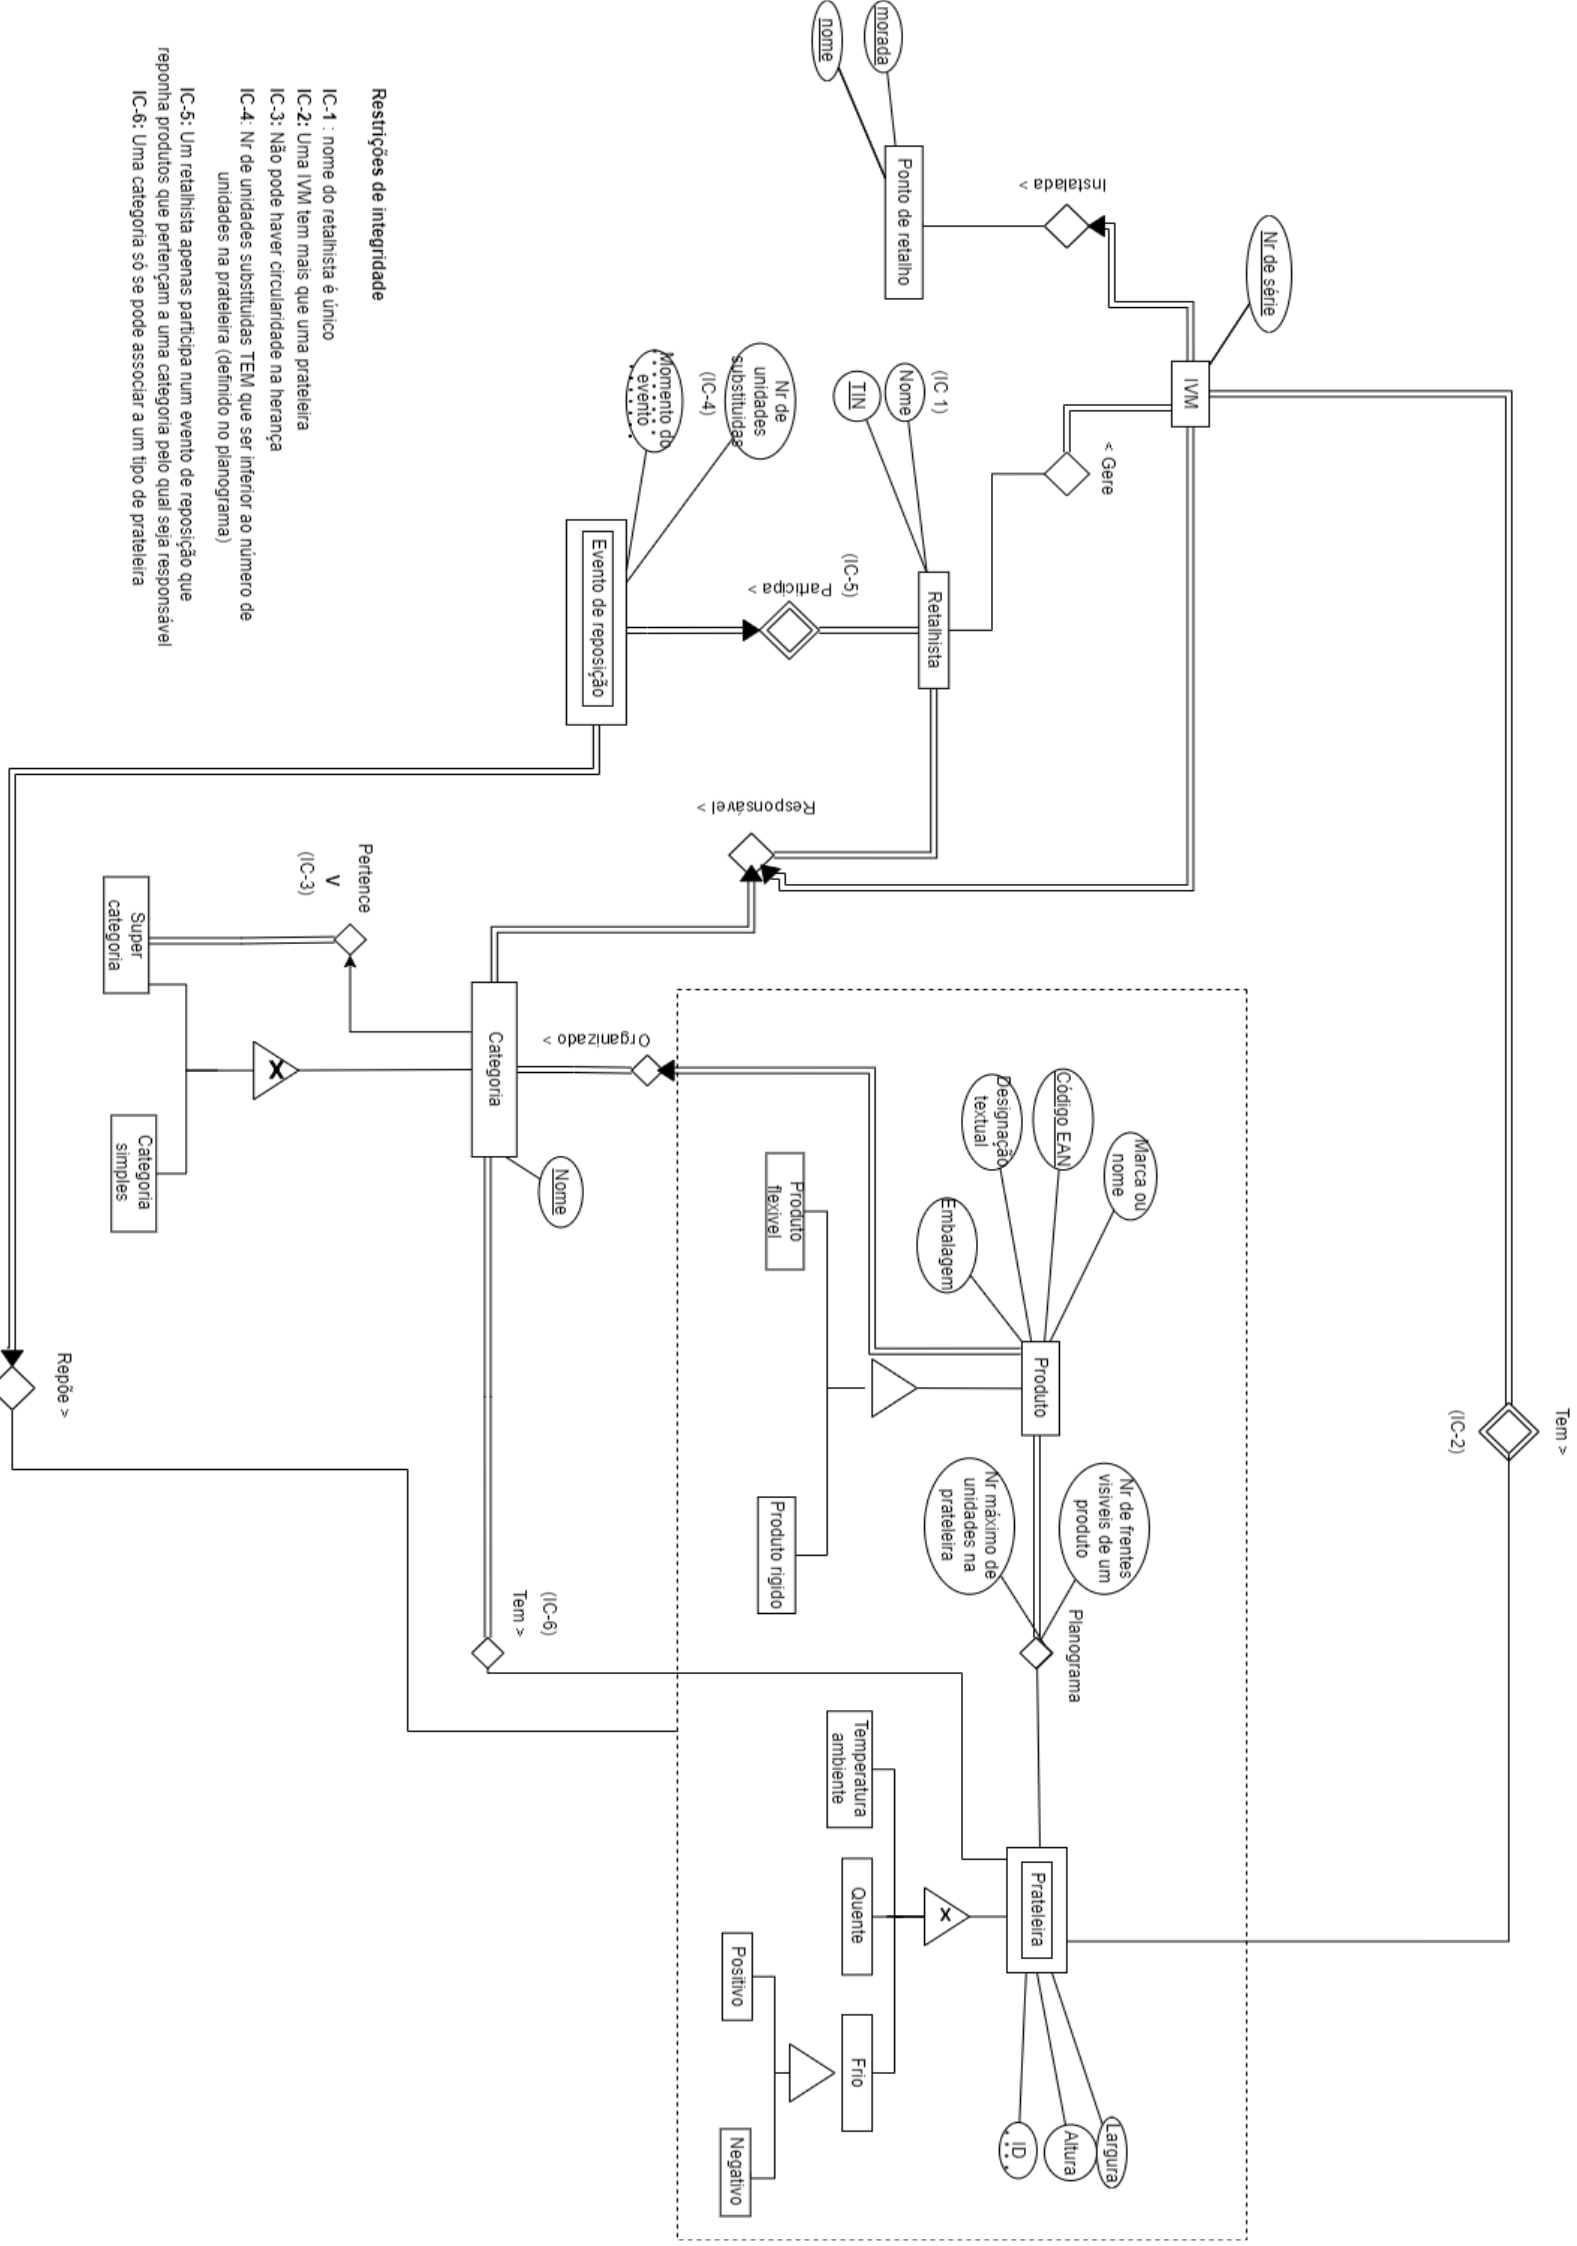 Tem >
(IC-2)
Nr de série
IVM
Instalada >
< Gere
morada
nome
Ponto de retalho
(IC 1)
Nome
TIN
Retalhista
(IC-5)
Participa >
Nr de
unidades
substituidas
(IC-4)
Momento do
evento
Evento de reposição
Responsável >
Marca ou
nome
Código EAN
Designação
textual
Embalagem
Produto
Nr de frentes
visiveis de um
produto
Nr máximo de
unidades na
prateleira
Planograma
Prateleira
Largura
Altura
ID
Produto
flexivel
Produto rigido
Temperatura
ambiente
Quente
Frio
Positivo
Negativo
Organizado >
Nome
Categoria
(IC-6)
Tem >
Pertence
V
(IC-3)
Super
categoria
Categoria
simples
Repõe >
Restrições de integridade
IC-1 : nome do retalhista é único
IC-2: Uma IVM tem mais que uma prateleira
IC-3: Não pode haver circularidade na herança
IC-4: Nr de unidades substituidas TEM que ser inferior ao número de
unidades na prateleira (definido no planograma)
IC-5: Um retalhista apenas participa num evento de reposição que
reponha produtos que pertençam a uma categoria pelo qual seja responsável
IC-6: Uma categoria só se pode associar a um tipo de prateleira